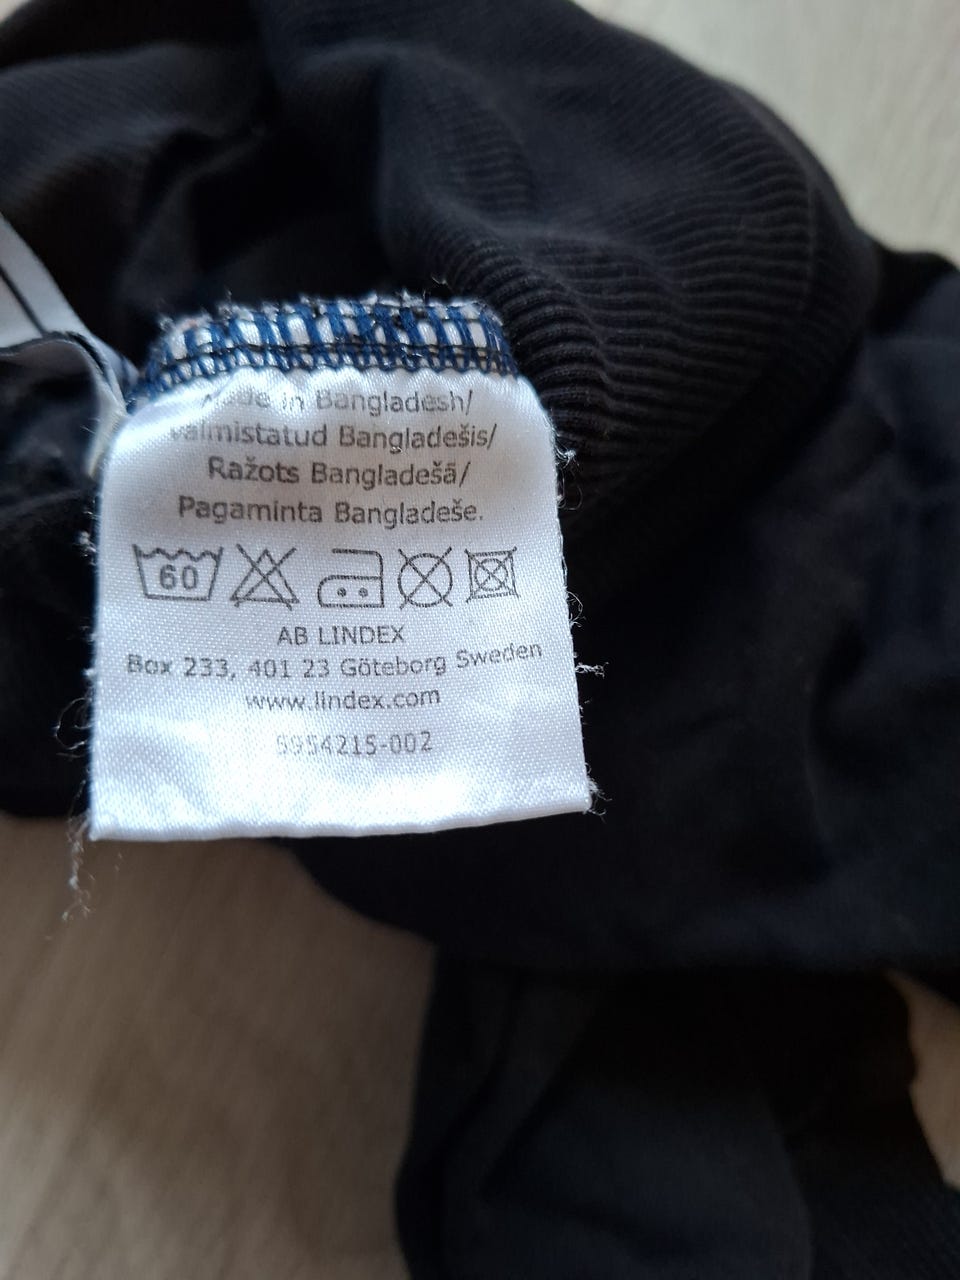 Made in Bangladesh/
Valmistatud Bangladešis/
Ražots Bangladešā/
Pagaminta Bangladeše.
60
AB LINDEX
Box 233, 401 23 Göteborg Sweden
www.lindex.com
5954215-002